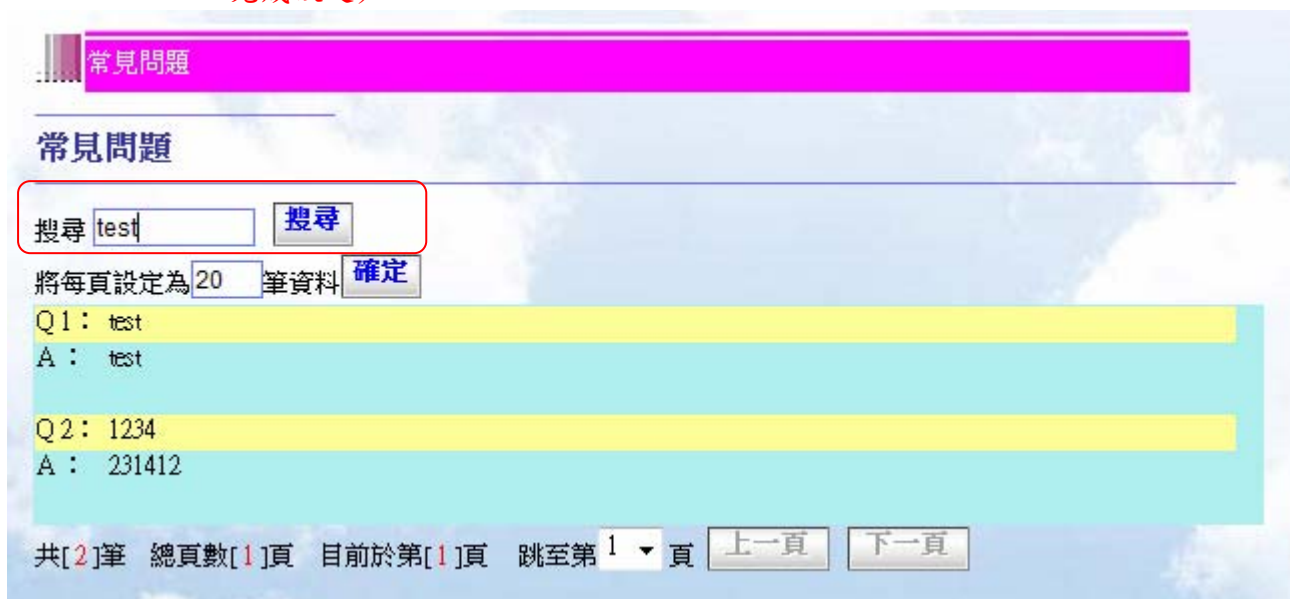 常見問題
常見問題
搜尋 test 搜尋
將每頁設定為 20 筆資料 確定
Q1： test
A： test
Q2： 1234
A： 231412
共[2]筆 總頁數[1]頁 目前於第[1]頁 跳至第 1 頁 上一頁 下一頁